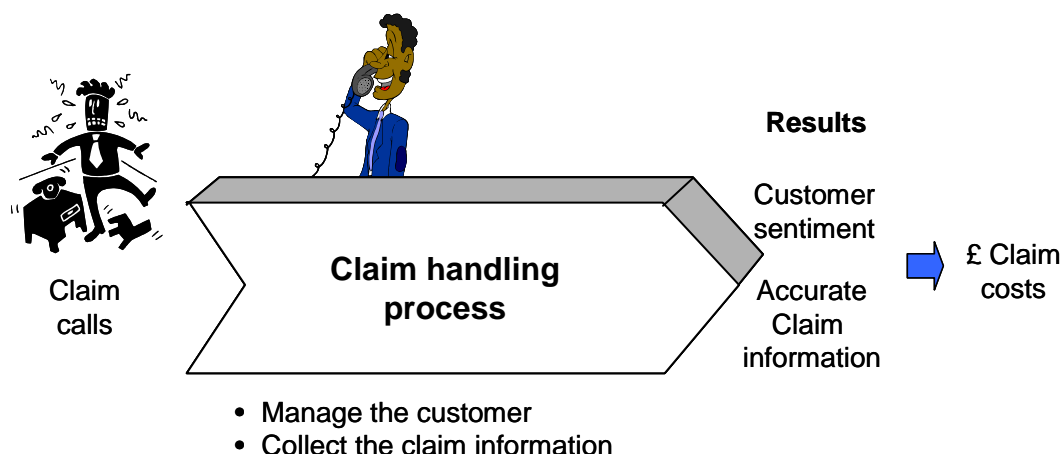 Claim
calls
Claim handling
process
• Manage the customer
• Collect the claim information
Results
Customer
sentiment
Accurate
Claim
information
£ Claim
costs